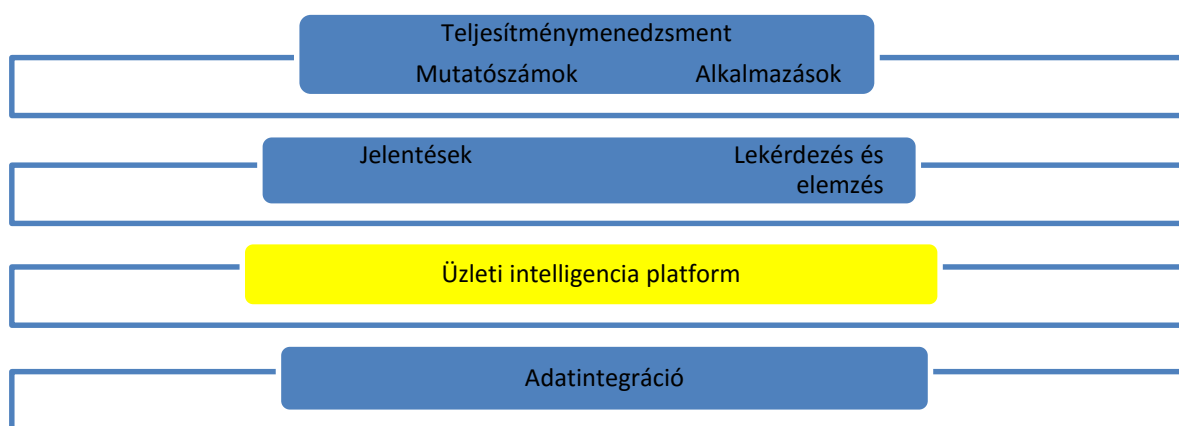 Teljesítménymenedzsment
Mutatószámok Alkalmazások
Jelentések Lekérdezés és
elemzés
Üzleti intelligencia platform
Adatintegráció